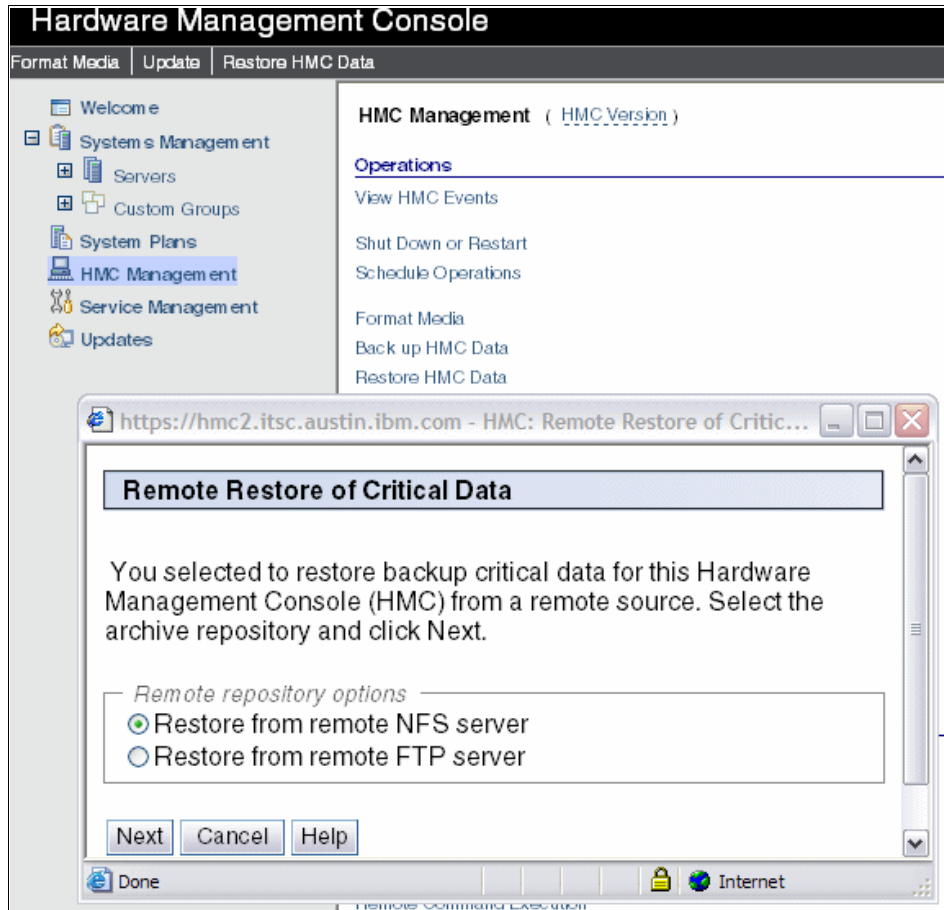 Hardware Management Console
Format Media | Update | Restore HMC Data
Welcome
Systems Management
Servers
Custom Groups
System Plans
HMC Management
Service Management
Updates
HMC Management ( HMC Version )
Operations
View HMC Events
Shut Down or Restart
Schedule Operations
Format Media
Back up HMC Data
Restore HMC Data
https://hmc2.itsc.austin.ibm.com - HMC: Remote Restore of Critic...
Remote Restore of Critical Data
You selected to restore backup critical data for this Hardware
Management Console (HMC) from a remote source. Select the
archive repository and click Next.
Remote repository options
Restore from remote NFS server
Restore from remote FTP server
Next Cancel Help
Done Internet
Remote Command Execution